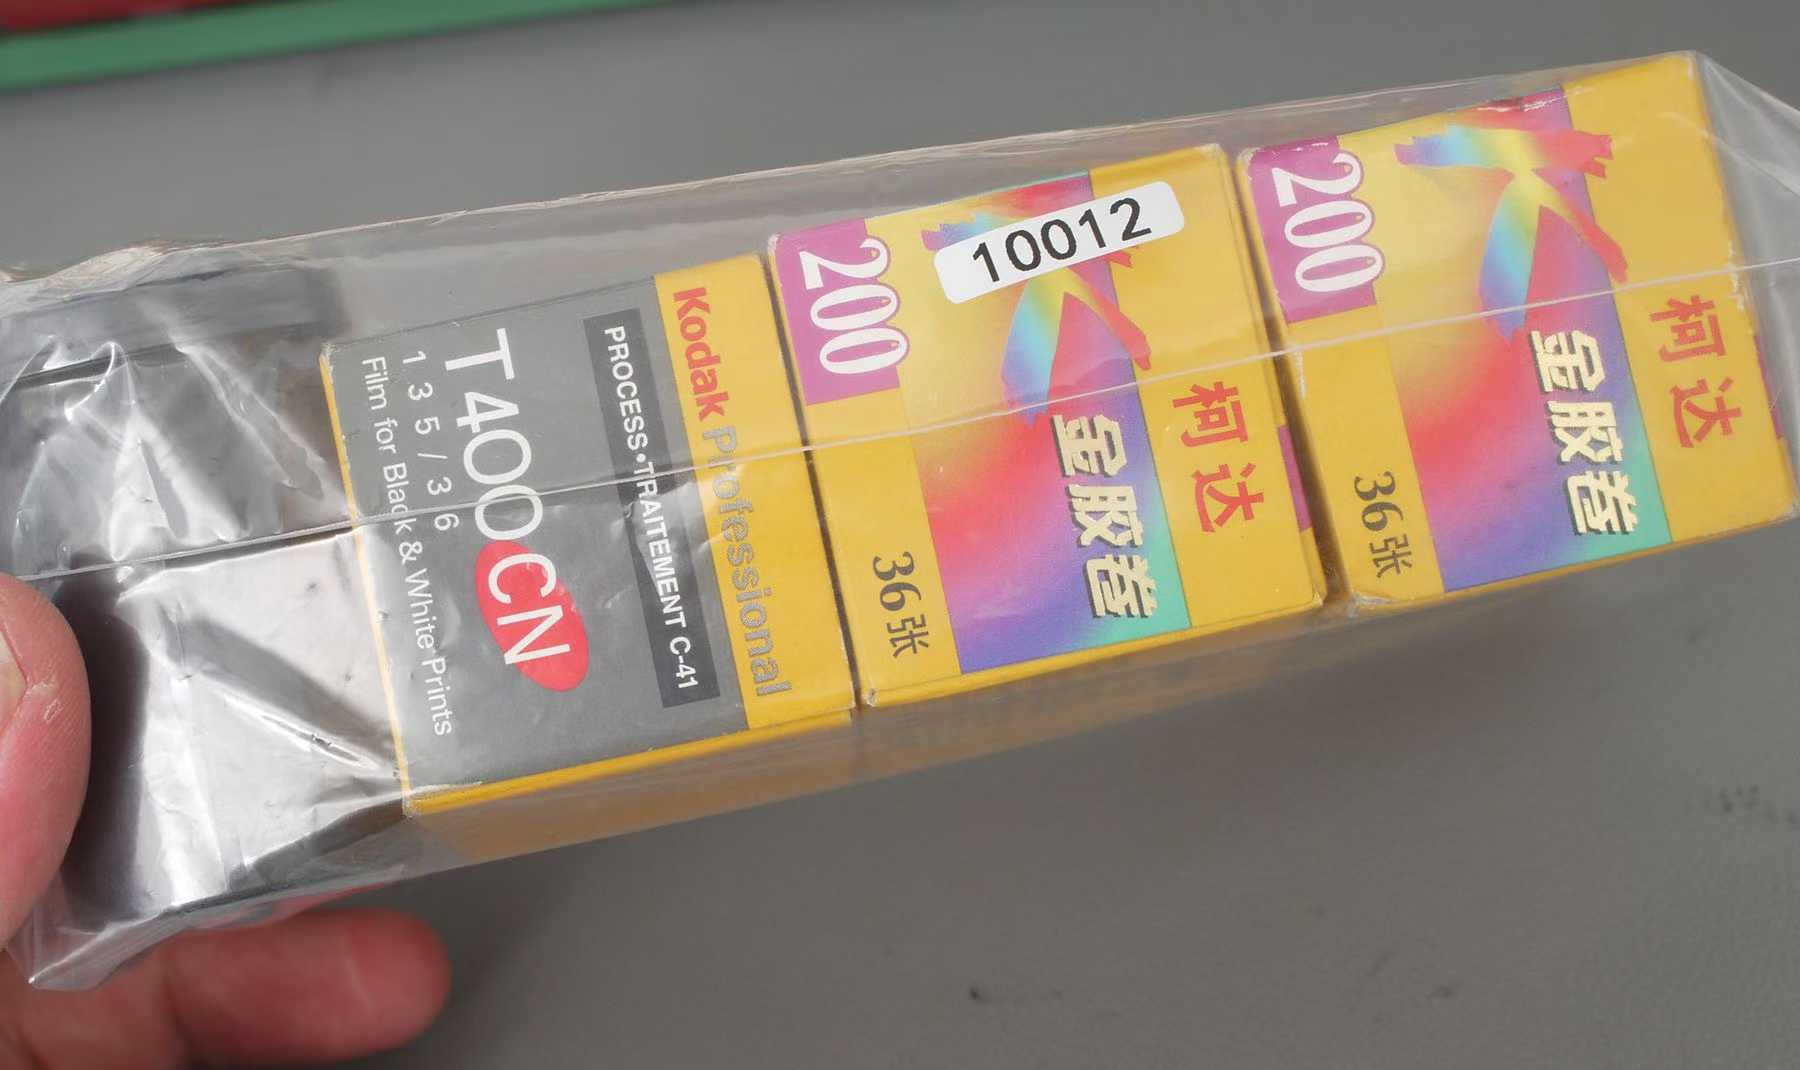 Kodak Professional
PROCESS•TRAITEMENT C-41
T400CN
135/36
Film for Black & White Prints
10012
柯达
金胶卷
200
36张
柯达
金胶卷
200
36张